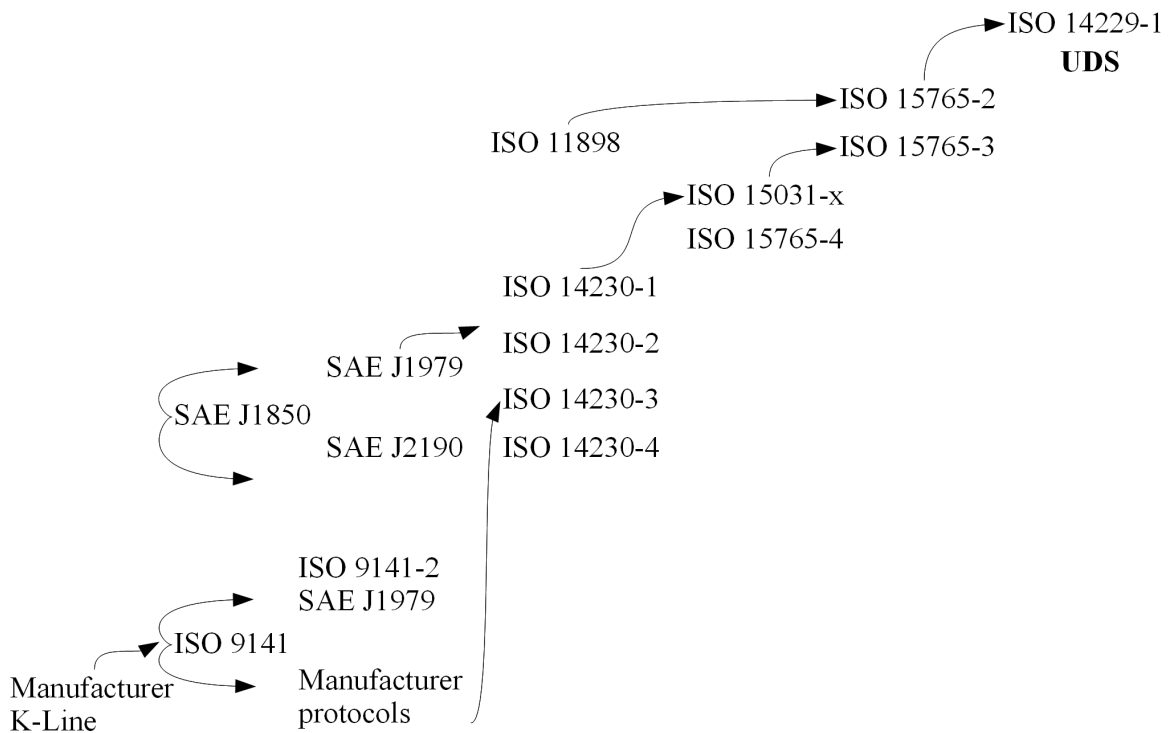 ISO 14229-1
UDS
ISO 15765-2
ISO 11898
ISO 15765-3
ISO 15031-x
ISO 15765-4
ISO 14230-1
ISO 14230-2
SAE J1979
ISO 14230-3
SAE J1850
SAE J2190
ISO 14230-4
ISO 9141-2
SAE J1979
ISO 9141
Manufacturer
K-Line
Manufacturer
protocols